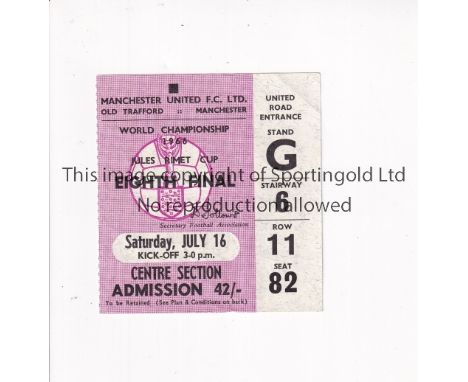 MANCHESTER UNITED F.C. LTD.
OLD TRAFFORD :: MANCHESTER
WORLD CHAMPIONSHIP
1966
JULES RIMET CUP
EIGHTH FINAL
Secretary Football Association
Saturday, JULY 16
KICK-OFF 3-0 p.m.
CENTRE SECTION
ADMISSION 42/-
To be Retained. (See Plan & Conditions on back.)
UNITED
ROAD
ENTRANCE
STAND
G
STAIRWAY
6
ROW
11
SEAT
82
This image is copyright of Sportingold Ltd
No reproduction allowed